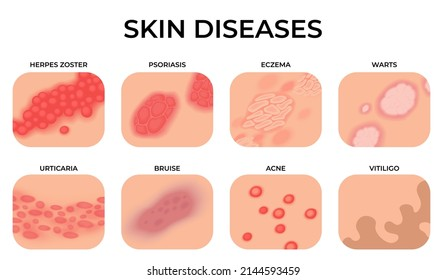 SKIN DISEASES
HERPES ZOSTER PSORIASIS ECZEMA WARTS
URTICARIA BRUISE ACNE VITILIGO
shutterstock.com · 2144593459